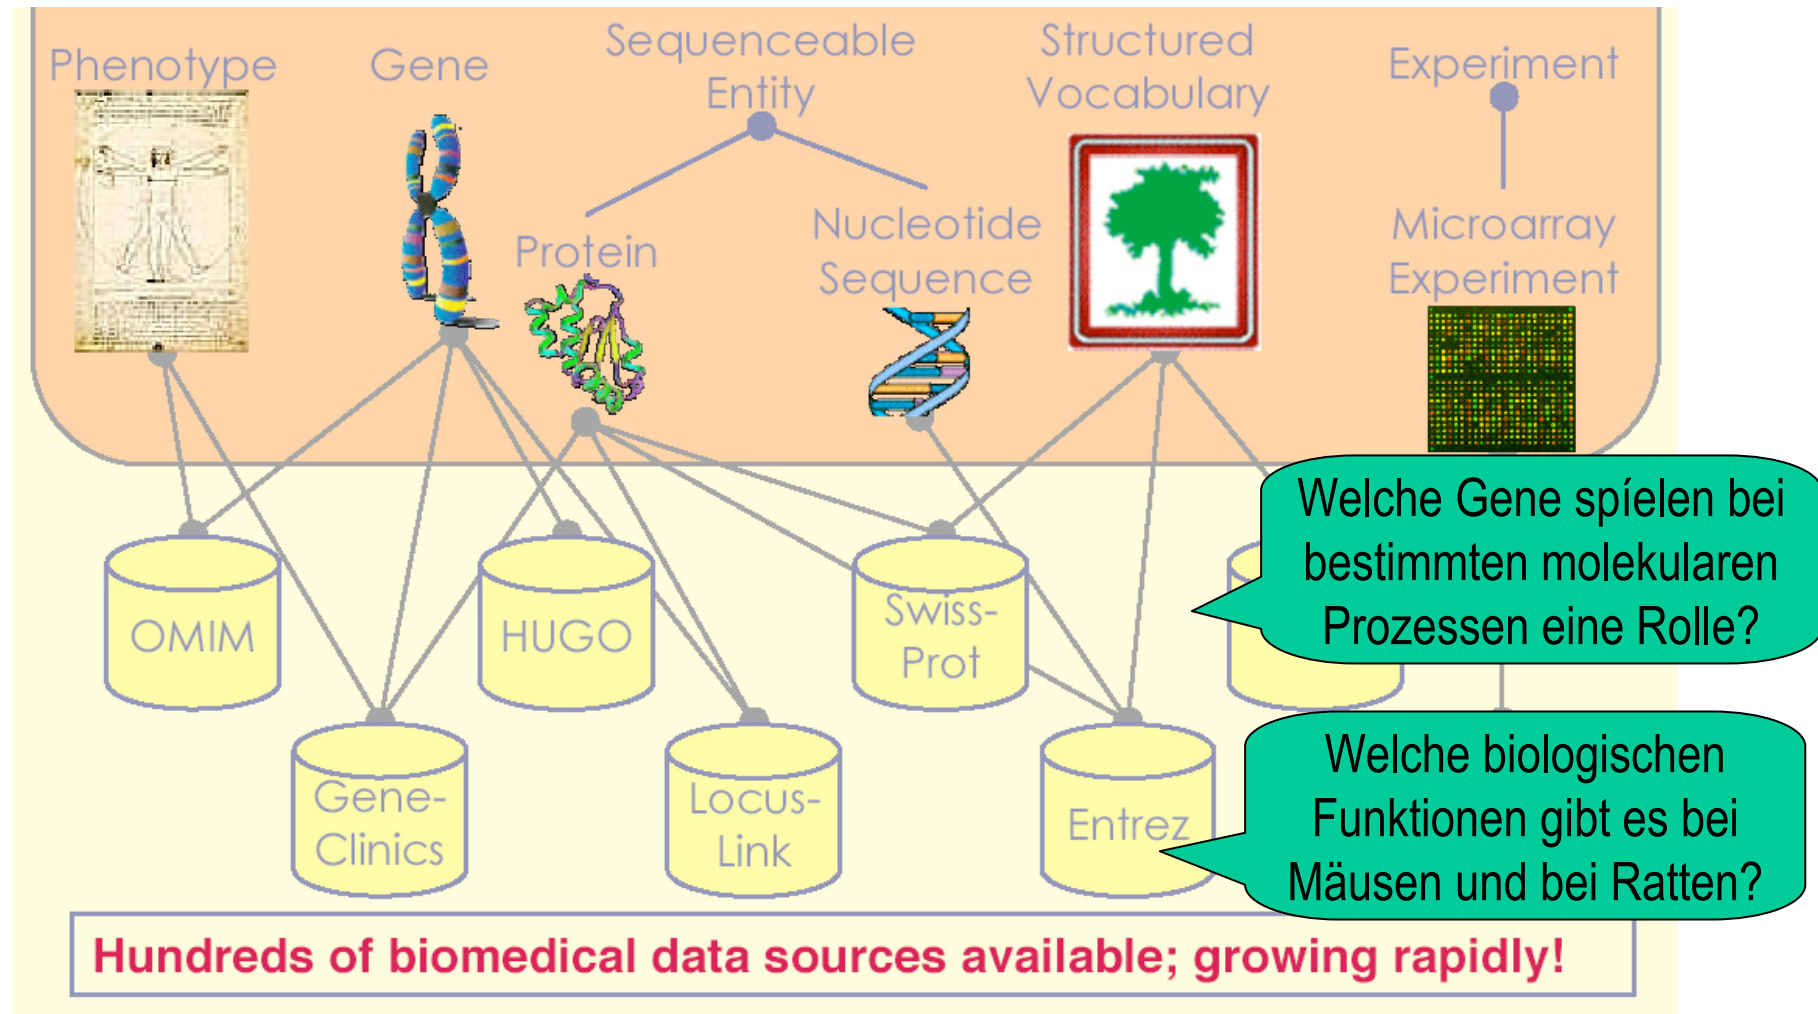 Phenotype
Gene
Sequenceable
Entity
Structured
Vocabulary
Experiment
Protein
Nucleotide
Sequence
Microarray
Experiment
OMIM
HUGO
Swiss-
Prot
Welche Gene spíelen bei
bestimmten molekularen
Prozessen eine Rolle?
Gene-
Clinics
Locus-
Link
Entrez
Welche biologischen
Funktionen gibt es bei
Mäusen und bei Ratten?
Hundreds of biomedical data sources available; growing rapidly!